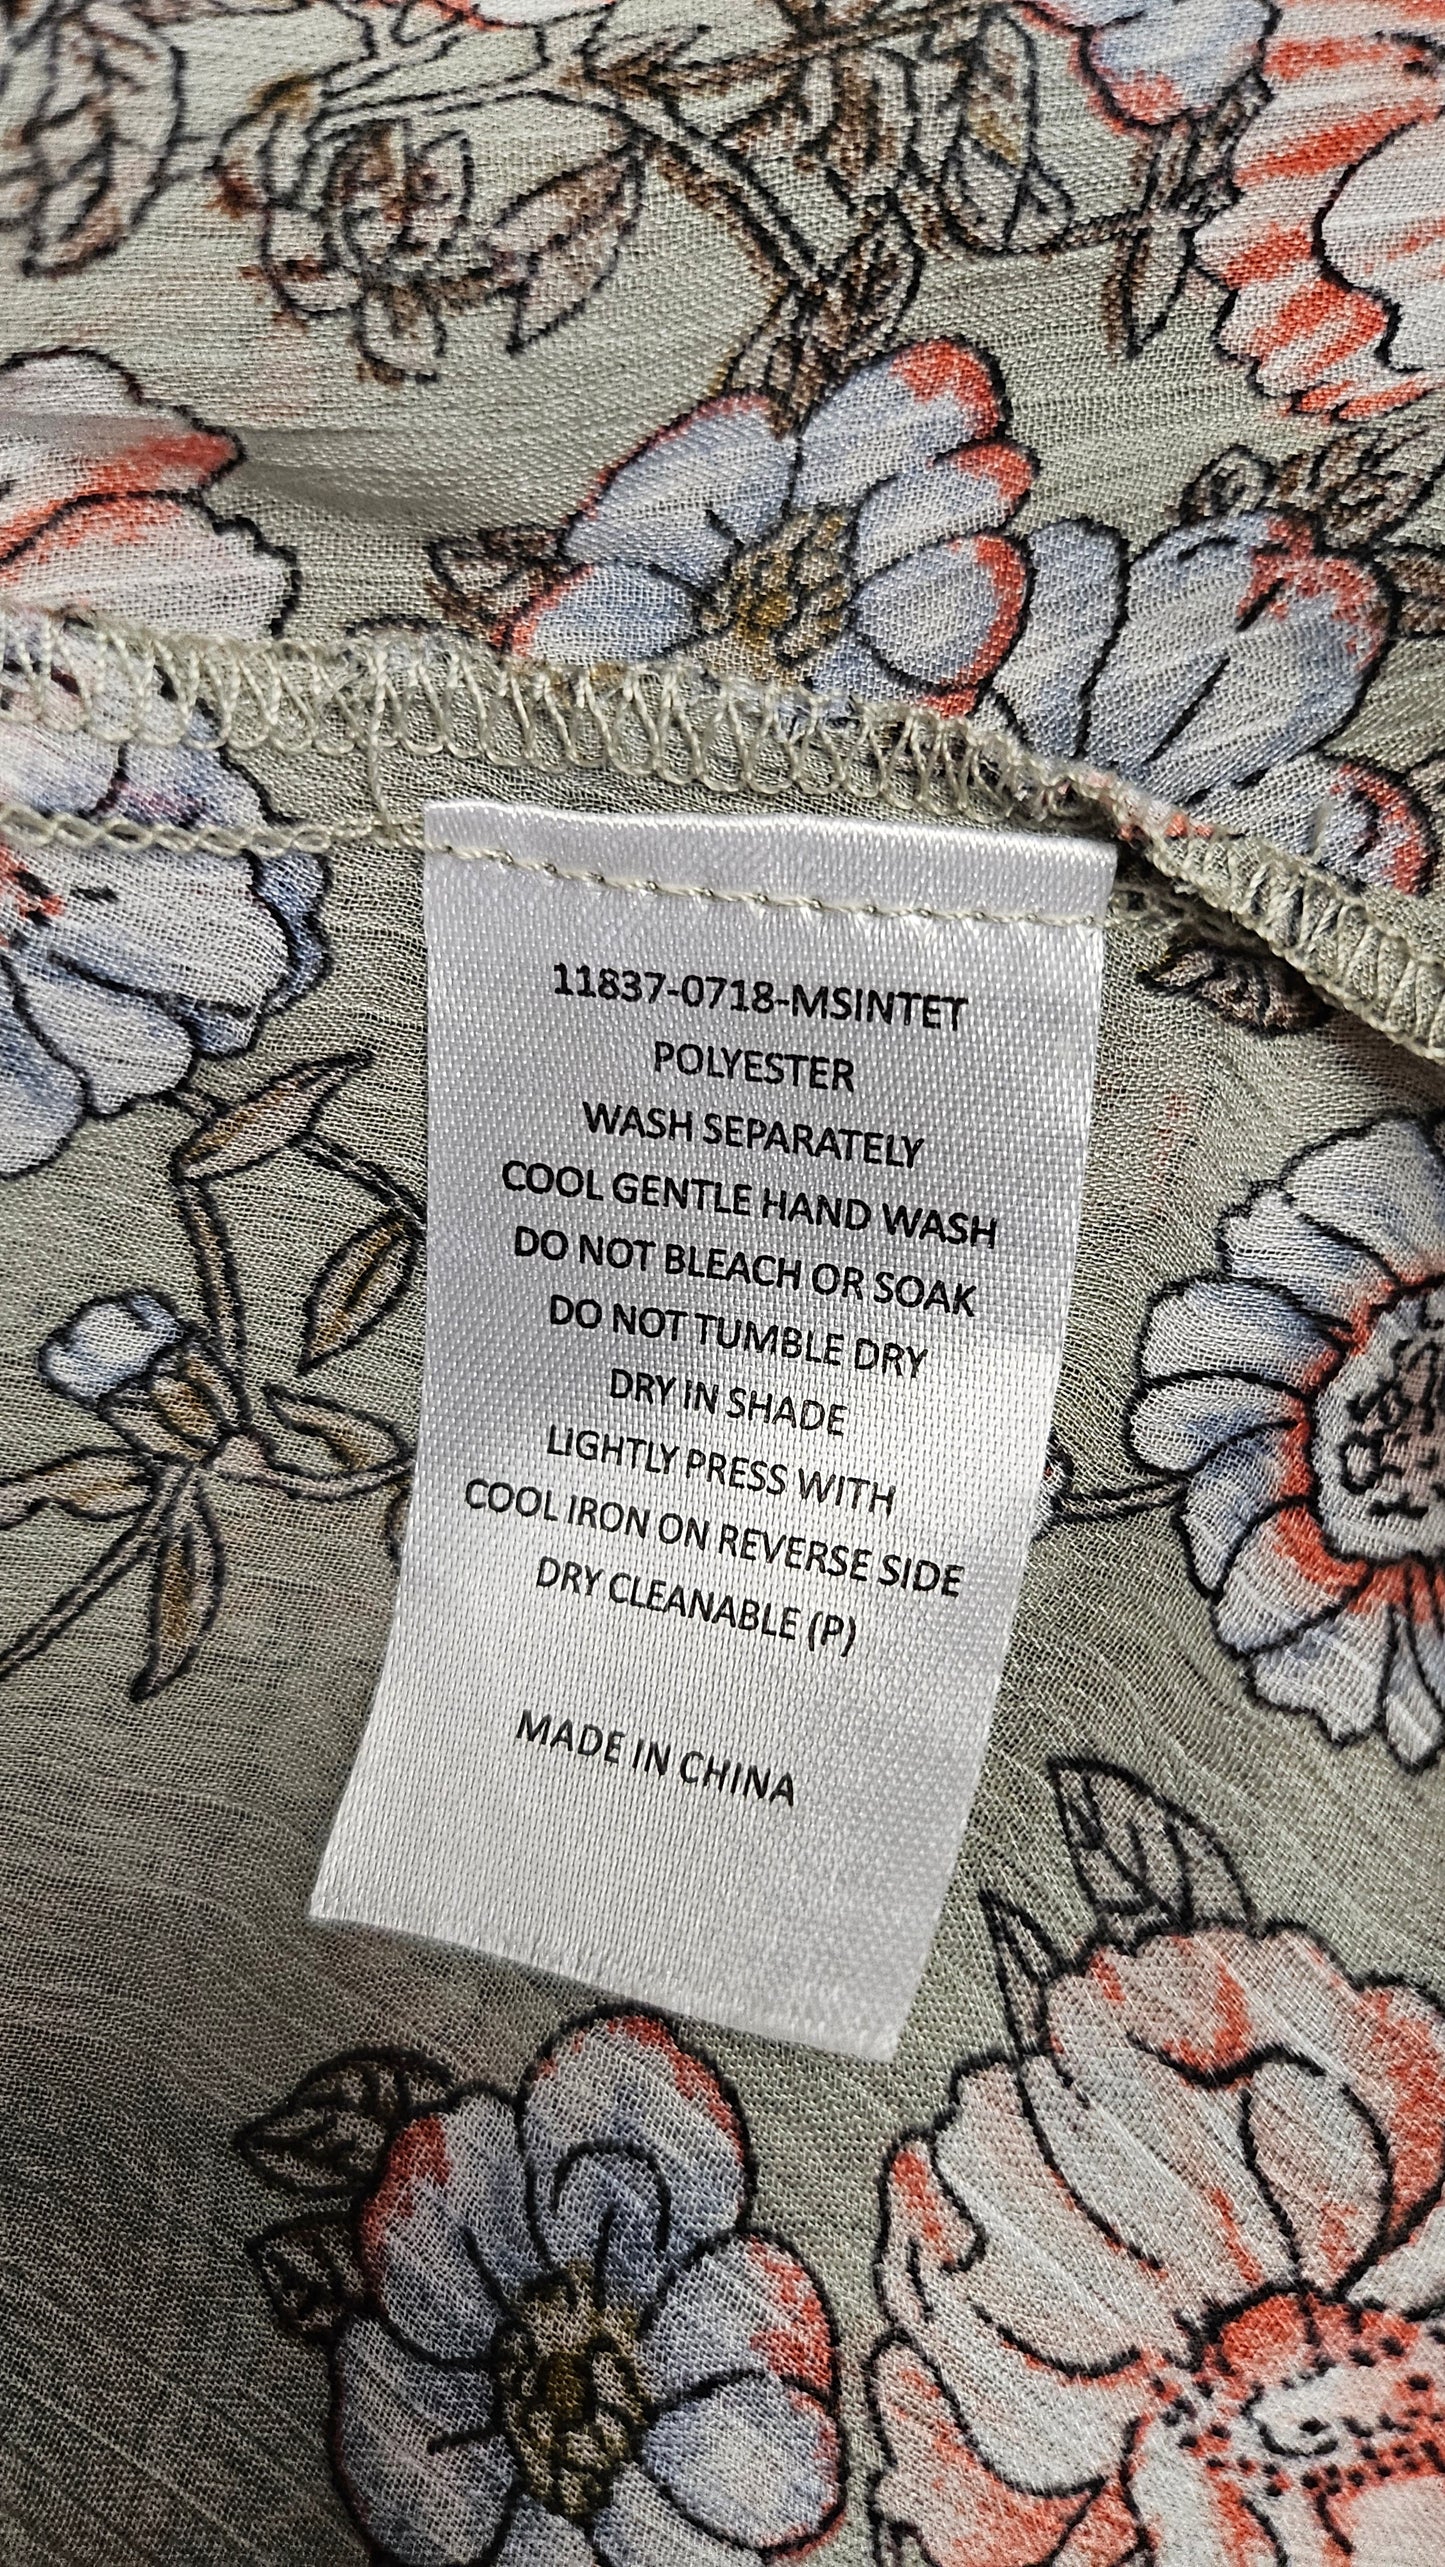 11837-0718-MSINTET
POLYESTER
WASH SEPARATELY
COOL GENTLE HAND WASH
DO NOT BLEACH OR SOAK
DO NOT TUMBLE DRY
DRY IN SHADE
LIGHTLY PRESS WITH
COOL IRON ON REVERSE SIDE
DRY CLEANABLE (P)
MADE IN CHINA